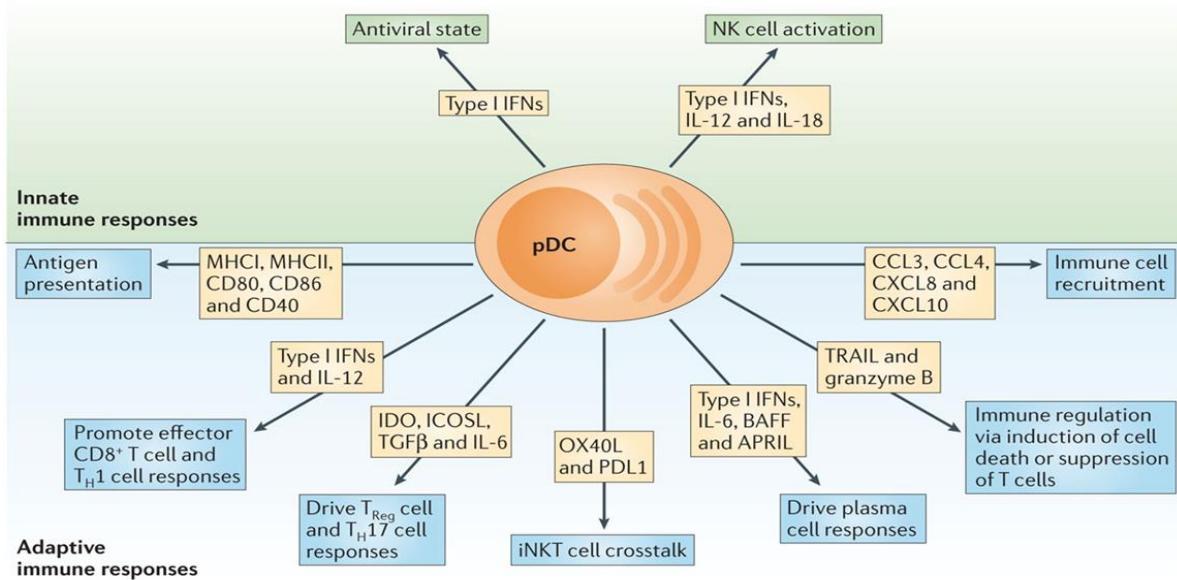 Antiviral state
NK cell activation
Type I IFNs
Type I IFNs,
IL-12 and IL-18
Innate
immune responses
pDC
Antigen
presentation
MHCI, MHCII,
CD80, CD86
and CD40
CCL3, CCL4,
CXCL8 and
CXCL10
Immune cell
recruitment
Type I IFNs
and IL-12
TRAIL and
granzyme B
IDO, ICOSL,
TGFβ and IL-6
OX40L
and PDL1
Type I IFNs,
IL-6, BAFF
and APRIL
Promote effector
CD8⁺ T cell and
T_H1 cell responses
Drive T_Reg cell
and T_H17 cell
responses
iNKT cell crosstalk
Drive plasma
cell responses
Immune regulation
via induction of cell
death or suppression
of T cells
Adaptive
immune responses